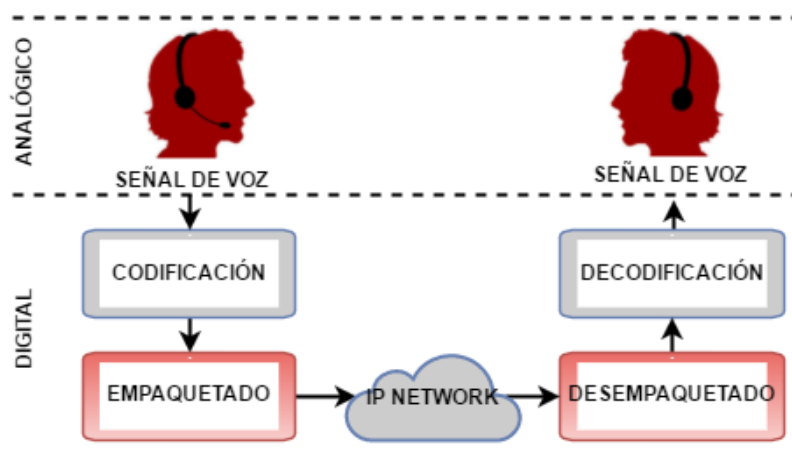 ANALÓGICO
SEÑAL DE VOZ
SEÑAL DE VOZ
DIGITAL
CODIFICACIÓN
DECODIFICACIÓN
EMPAQUETADO
IP NETWORK
DESEMPAQUETADO